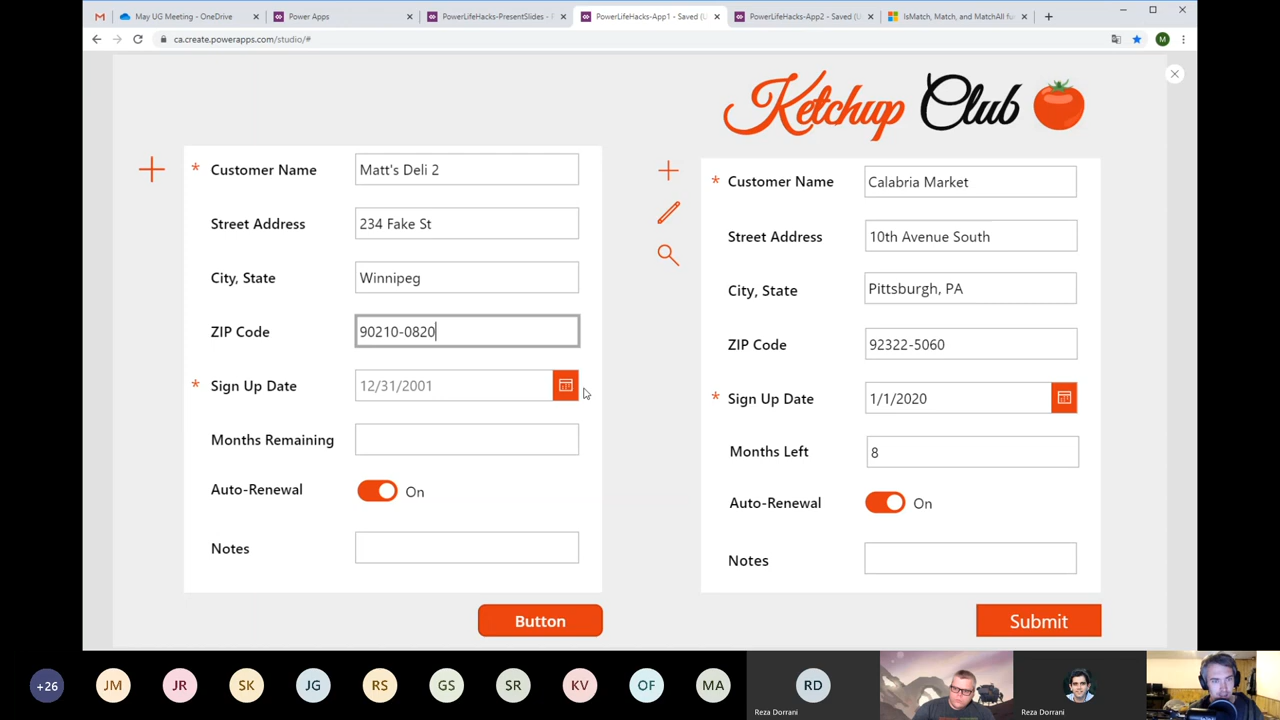 May UG Meeting - OneDrive
Power Apps
PowerLifeHacks-PresentSlides - F
PowerLifeHacks-App1 - Saved (U
PowerLifeHacks-App2 - Saved (U
IsMatch, Match, and MatchAll fun
M
ca.create.powerapps.com/studio/#
Ketchup Club
* Customer Name
Matt's Deli 2
Street Address
234 Fake St
City, State
Winnipeg
ZIP Code
90210-0820
* Sign Up Date
12/31/2001
Months Remaining
Auto-Renewal
On
Notes
Button
* Customer Name
Calabria Market
Street Address
10th Avenue South
City, State
Pittsburgh, PA
ZIP Code
92322-5060
* Sign Up Date
1/1/2020
Months Left
8
Auto-Renewal
On
Notes
Submit
+26
JM
JR
SK
JG
RS
GS
SR
KV
OF
MA
RD
Reza Dorrani
Reza Dorrani